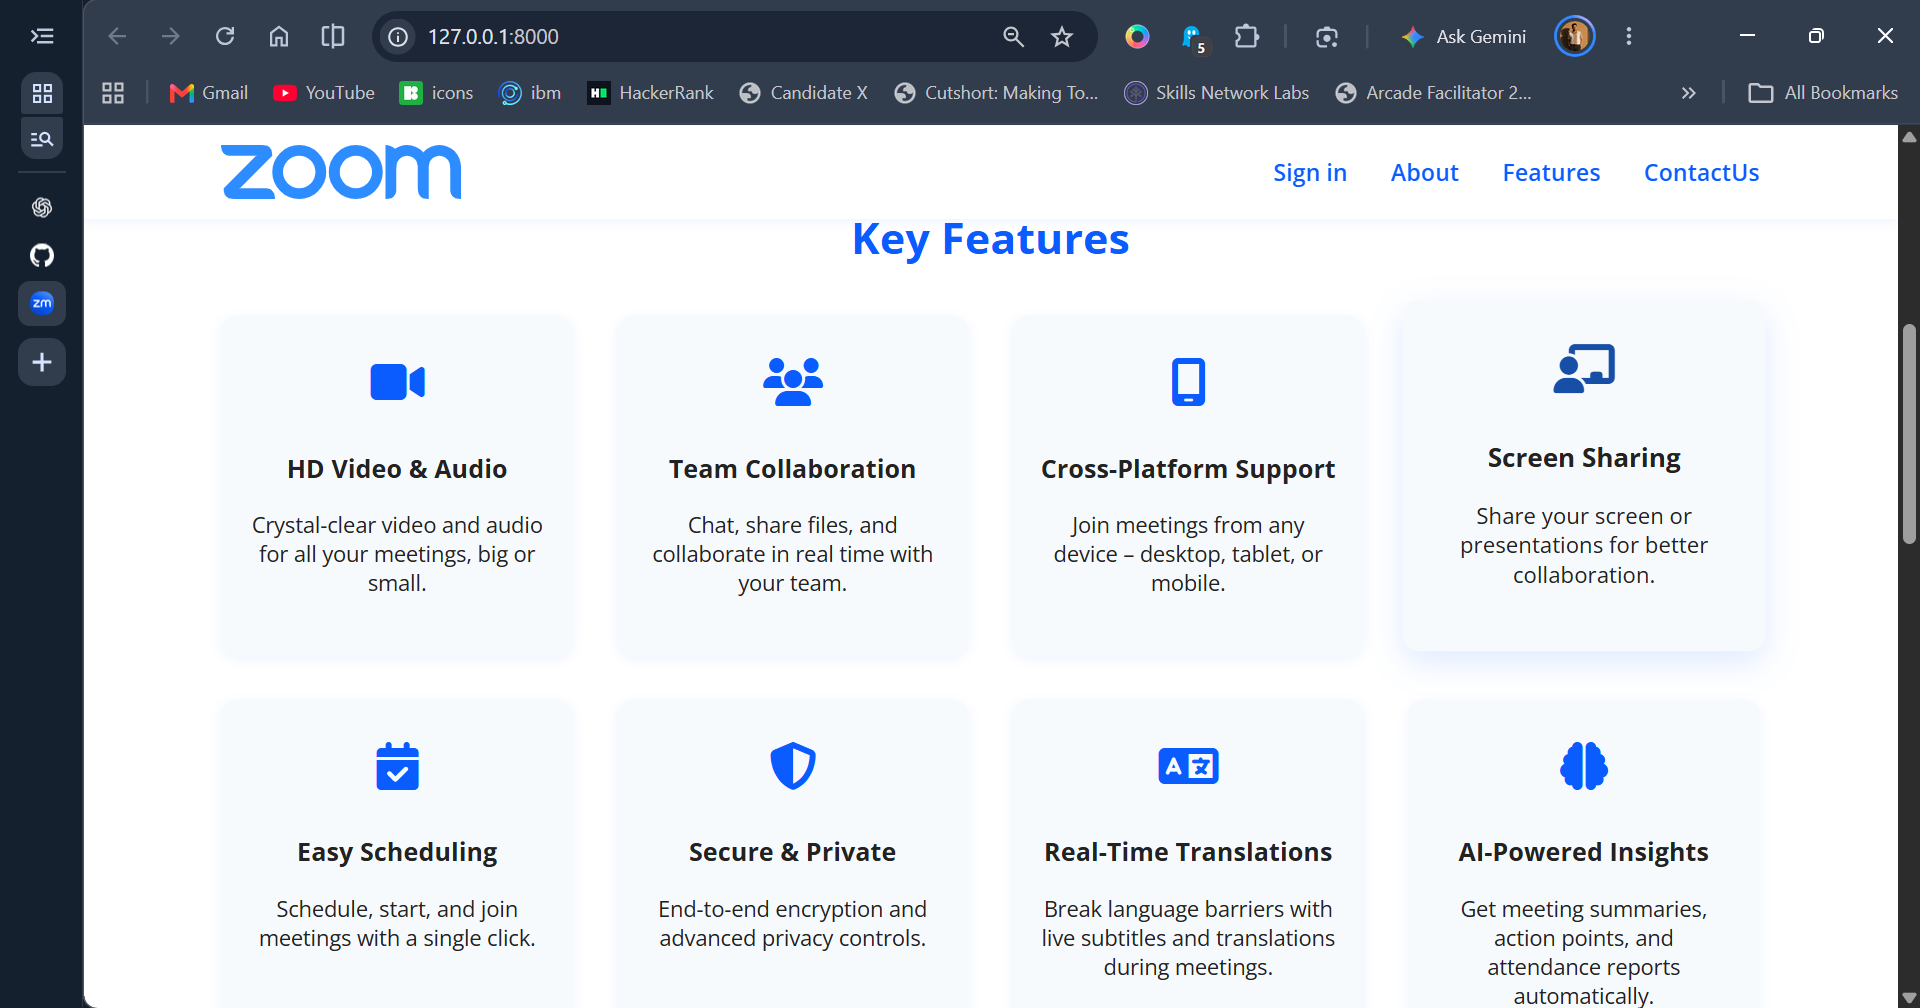 127.0.0.1:8000
5
Ask Gemini
Gmail
YouTube
icons
ibm
HackerRank
Candidate X
Cutshort: Making To...
Skills Network Labs
Arcade Facilitator 2...
All Bookmarks
zm
zoom
Sign in
About
Features
ContactUs
Key Features
HD Video & Audio
Crystal-clear video and audio
for all your meetings, big or
small.
Team Collaboration
Chat, share files, and
collaborate in real time with
your team.
Cross-Platform Support
Join meetings from any
device – desktop, tablet, or
mobile.
Screen Sharing
Share your screen or
presentations for better
collaboration.
Easy Scheduling
Schedule, start, and join
meetings with a single click.
Secure & Private
End-to-end encryption and
advanced privacy controls.
A 文
Real-Time Translations
Break language barriers with
live subtitles and translations
during meetings.
AI-Powered Insights
Get meeting summaries,
action points, and
attendance reports
automatically.